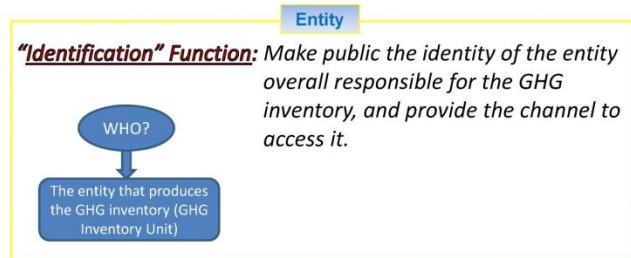 Entity
“Identification” Function: Make public the identity of the entity
overall responsible for the GHG
inventory, and provide the channel to
access it.
WHO?
The entity that produces
the GHG inventory (GHG
Inventory Unit)